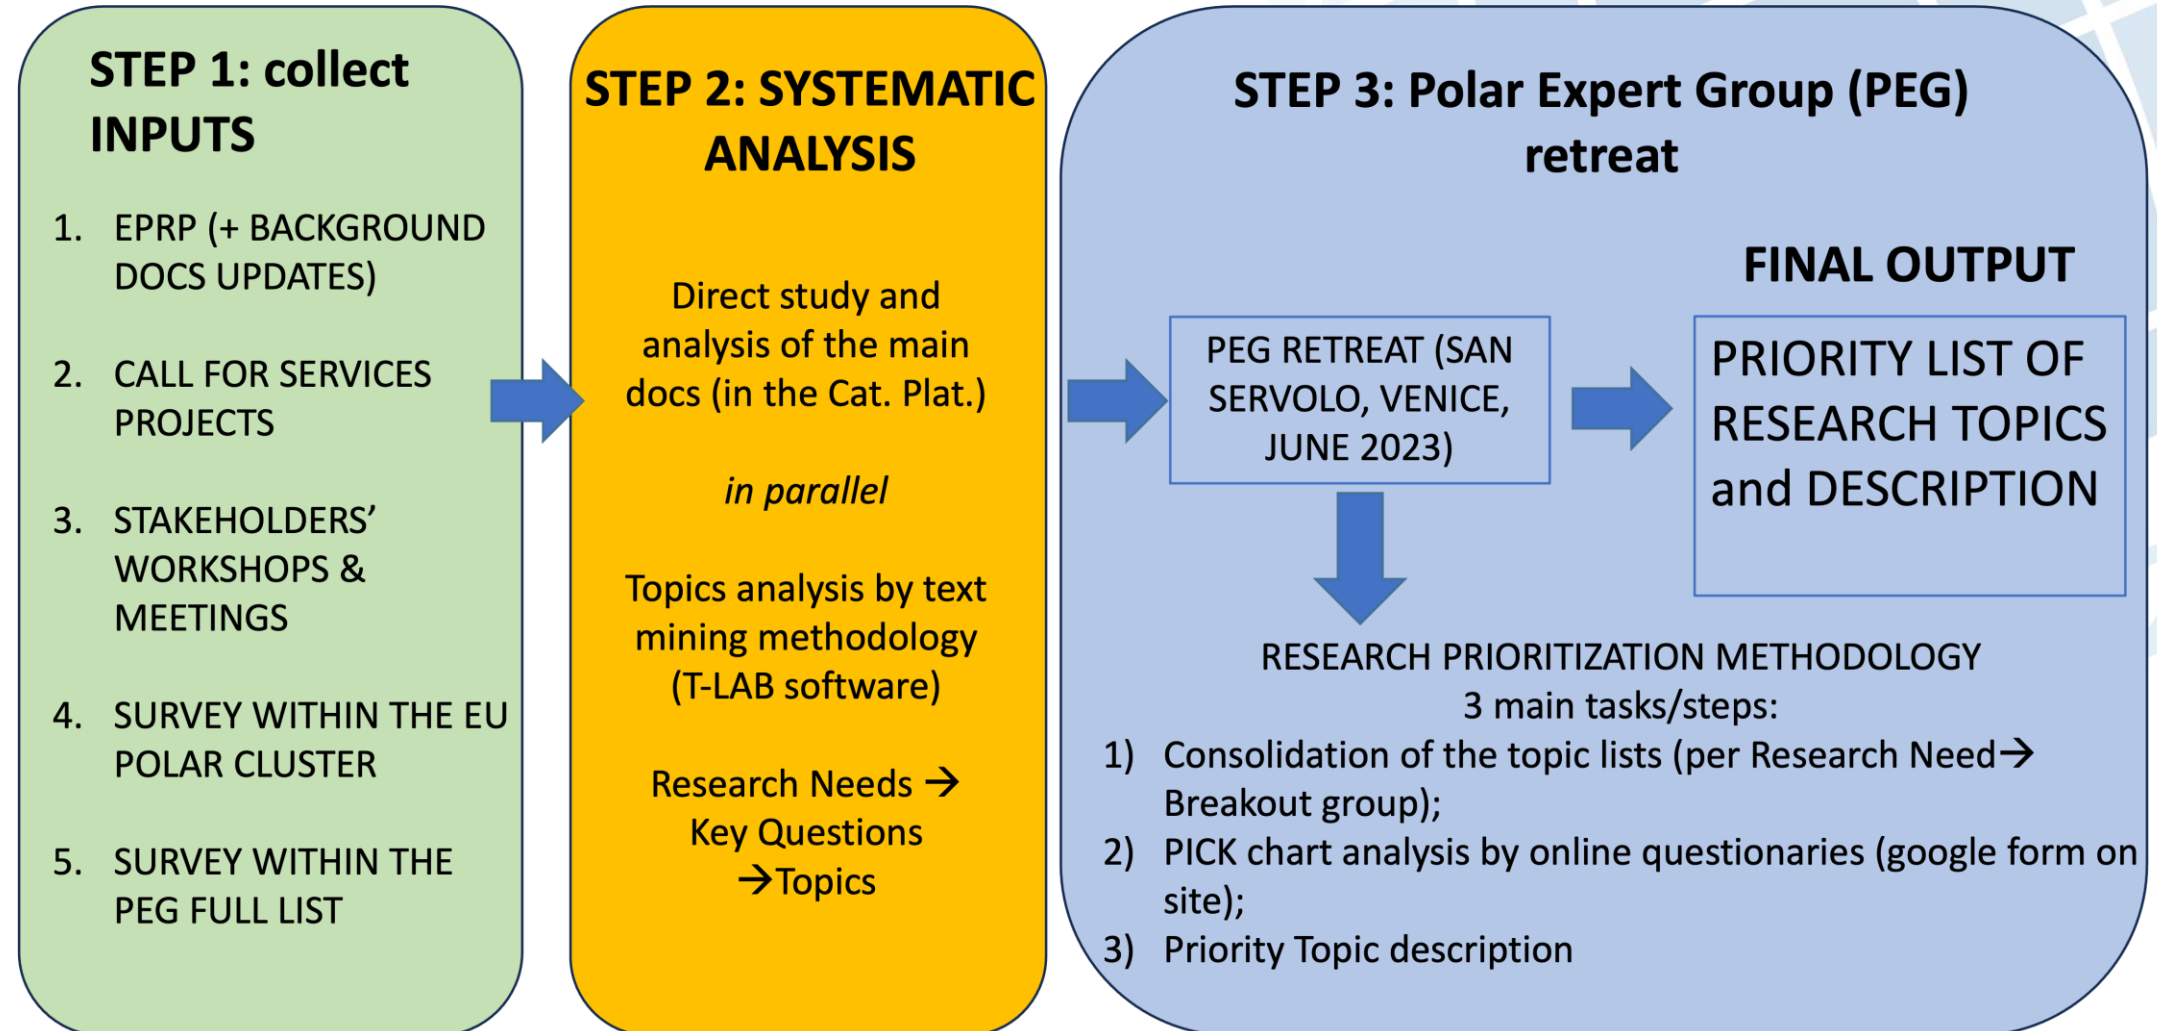 STEP 1: collect
INPUTS
1. EPRP (+ BACKGROUND
DOCS UPDATES)
2. CALL FOR SERVICES
PROJECTS
3. STAKEHOLDERS’
WORKSHOPS &
MEETINGS
4. SURVEY WITHIN THE EU
POLAR CLUSTER
5. SURVEY WITHIN THE
PEG FULL LIST
STEP 2: SYSTEMATIC
ANALYSIS
Direct study and
analysis of the main
docs (in the Cat. Plat.)
in parallel
Topics analysis by text
mining methodology
(T-LAB software)
Research Needs →
Key Questions
→Topics
STEP 3: Polar Expert Group (PEG)
retreat
PEG RETREAT (SAN
SERVOLO, VENICE,
JUNE 2023)
FINAL OUTPUT
PRIORITY LIST OF
RESEARCH TOPICS
and DESCRIPTION
RESEARCH PRIORITIZATION METHODOLOGY
3 main tasks/steps:
1) Consolidation of the topic lists (per Research Need→
Breakout group);
2) PICK chart analysis by online questionaries (google form on
site);
3) Priority Topic description